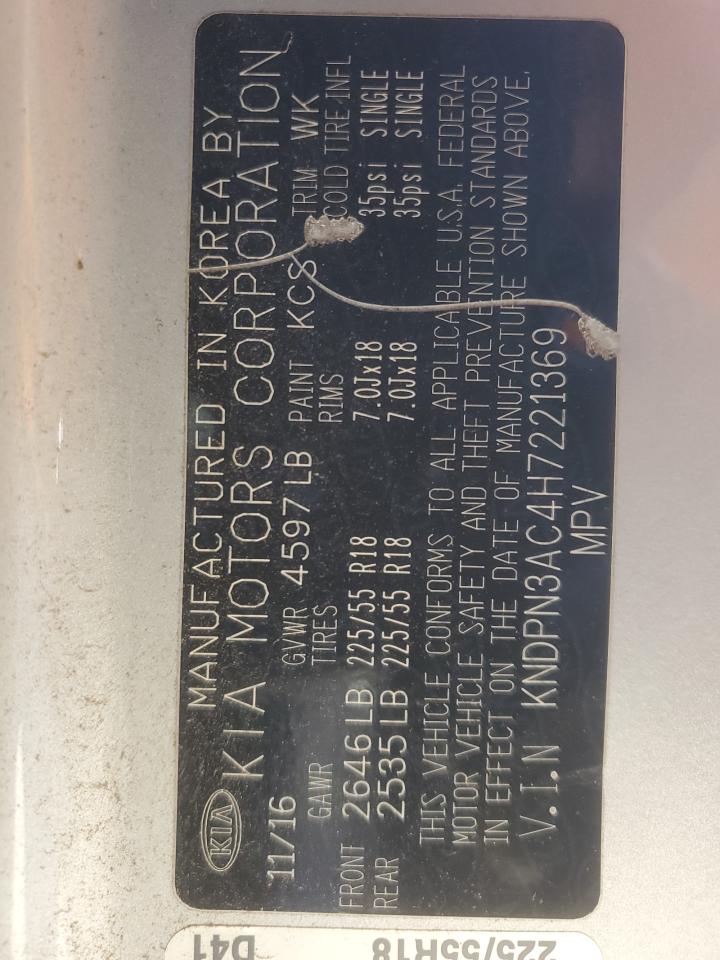 MANUFACTURED IN KOREA BY
KIA KIA MOTORS CORPORATION
11/16 GVWR 4597 LB PAINT KCS TRIM WK
GAWR TIRES RIMS COLD TIRE INFL
FRONT 2646 LB 225/55 R18 7.0Jx18 35psi SINGLE
REAR 2535 LB 225/55 R18 7.0Jx18 35psi SINGLE
THIS VEHICLE CONFORMS TO ALL APPLICABLE U.S.A. FEDERAL
MOTOR VEHICLE SAFETY AND THEFT PREVENTION STANDARDS
IN EFFECT ON THE DATE OF MANUFACTURE SHOWN ABOVE.
V.I.N KNDPN3AC4H7221369
MPV
D41
225/55R18